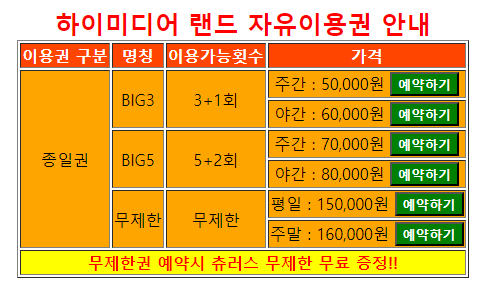 하이미디어 랜드 자유이용권 안내
이용권 구분 명칭 이용가능횟수 가격
종일권 BIG3 3+1회 주간 : 50,000원 예약하기
야간 : 60,000원 예약하기
BIG5 5+2회 주간 : 70,000원 예약하기
야간 : 80,000원 예약하기
무제한 무제한 평일 : 150,000원 예약하기
주말 : 160,000원 예약하기
무제한권 예약시 츄러스 무제한 무료 증정!!